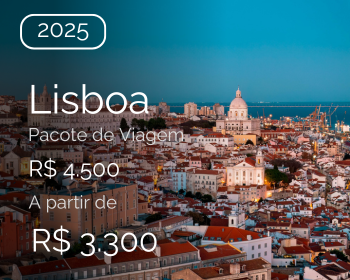 2025
Lisboa
Pacote de Viagem
R$ 4.500
A partir de
R$ 3.300